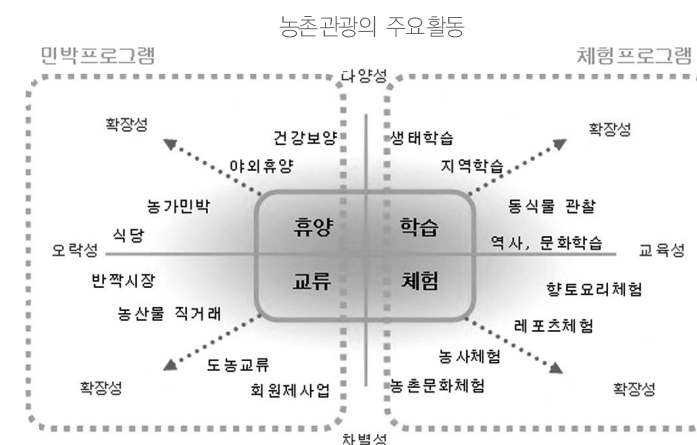 농촌관광의 주요활동
민박프로그램
체험프로그램
다양성
확장성
확장성
건강보양
생태학습
야외휴양
지역학습
농가민박
동식물 관찰
휴양
학습
식당
역사, 문화학습
오락성
교육성
반짝시장
교류
체험
향토요리체험
농산물 직거래
레포츠체험
도농교류
농사체험
확장성
회원제사업
농촌문화체험
확장성
차별성